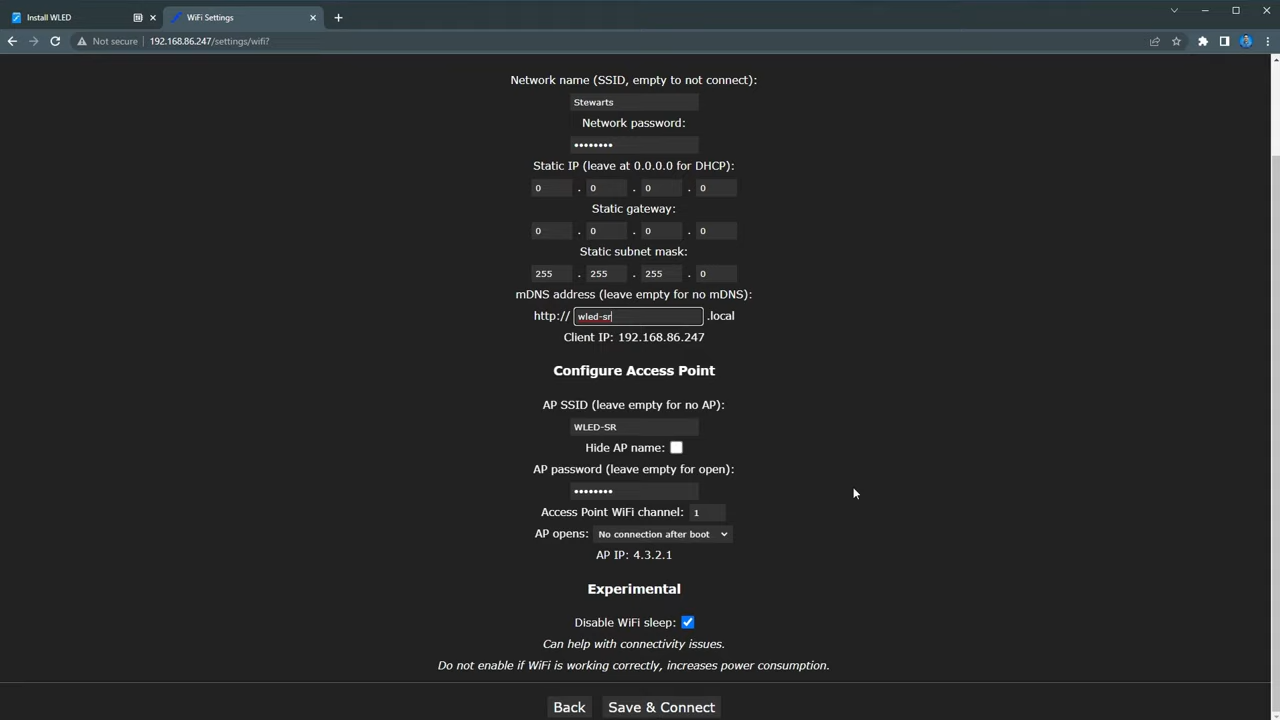 Install WLED
WiFi Settings
Not secure
192.168.86.247/settings/wifi?
Network name (SSID, empty to not connect):
Stewarts
Network password:
••••••••
Static IP (leave at 0.0.0.0 for DHCP):
0 . 0 . 0 . 0
Static gateway:
0 . 0 . 0 . 0
Static subnet mask:
255 . 255 . 255 . 0
mDNS address (leave empty for no mDNS):
http:// wled-sr .local
Client IP: 192.168.86.247
Configure Access Point
AP SSID (leave empty for no AP):
WLED-SR
Hide AP name:
AP password (leave empty for open):
••••••••
Access Point WiFi channel: 1
AP opens: No connection after boot
AP IP: 4.3.2.1
Experimental
Disable WiFi sleep:
Can help with connectivity issues.
Do not enable if WiFi is working correctly, increases power consumption.
Back Save & Connect